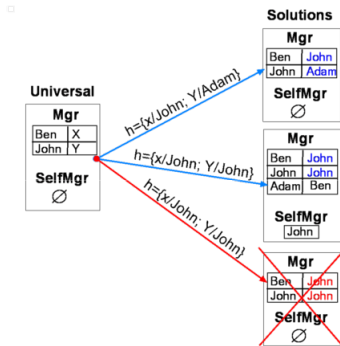 Solutions
Universal
Mgr
Ben X
John Y
SelfMgr
∅
h={x/John; Y/Adam}
h={x/John; Y/John}
h={x/John; Y/John}
Mgr
Ben John
John Adam
SelfMgr
∅
Mgr
Ben John
John John
Adam Ben
SelfMgr
John
Mgr
Ben John
John John
SelfMgr
∅